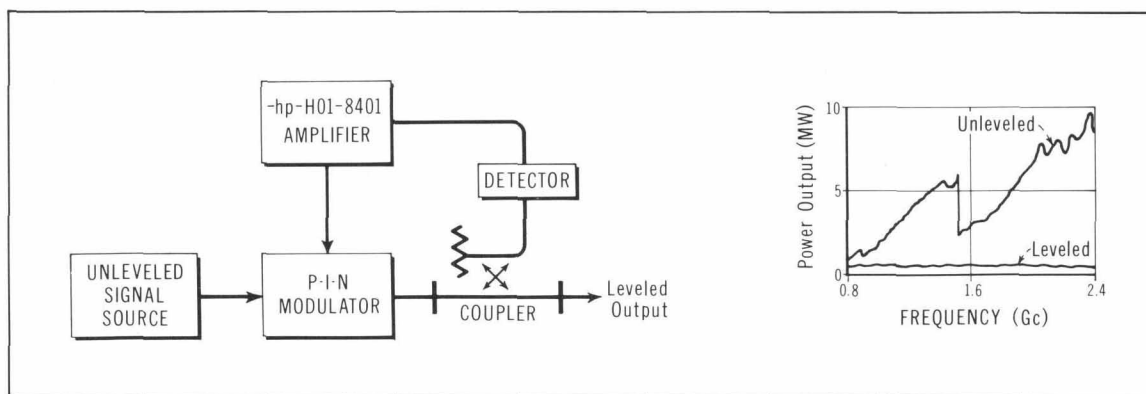 -hp-H01-8401
AMPLIFIER
DETECTOR
UNLEVELED
SIGNAL
SOURCE
P-I-N
MODULATOR
COUPLER
Leveled
Output
Power Output (MW)
10
5
0
Unleveled
Leveled
0.8
1.6
2.4
FREQUENCY (Gc)